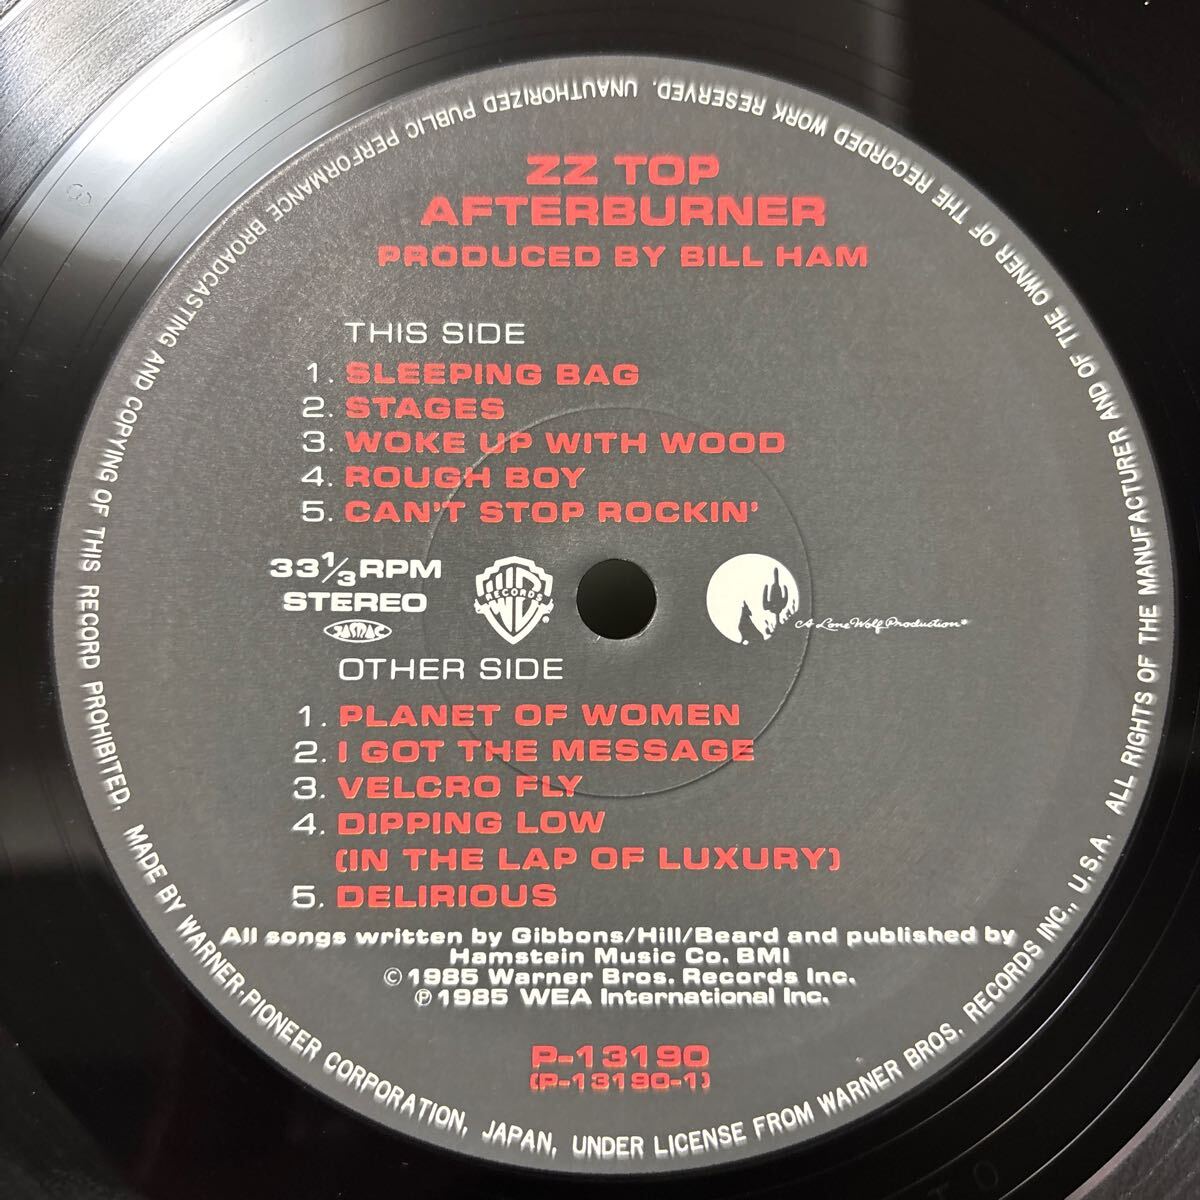 ZZ TOP
AFTERBURNER
PRODUCED BY BILL HAM
THIS SIDE
1. SLEEPING BAG
2. STAGES
3. WOKE UP WITH WOOD
4. ROUGH BOY
5. CAN'T STOP ROCKIN'
33 1/3 RPM
STEREO
JASRAC
WB RECORDS
A Lone Wolf Production®
OTHER SIDE
1. PLANET OF WOMEN
2. I GOT THE MESSAGE
3. VELCRO FLY
4. DIPPING LOW
(IN THE LAP OF LUXURY)
5. DELIRIOUS
All songs written by Gibbons/Hill/Beard and published by
Hamstein Music Co. BMI
© 1985 Warner Bros. Records Inc.
℗ 1985 WEA International Inc.
P-13190
(P-13190-1)
MADE BY WARNER-PIONEER CORPORATION, JAPAN, UNDER LICENSE FROM WARNER BROS. RECORDS INC., U.S.A. ALL RIGHTS OF THE MANUFACTURER AND OF THE OWNER OF THE RECORDED WORK RESERVED. UNAUTHORIZED PUBLIC PERFORMANCE BROADCASTING AND COPYING OF THIS RECORD PROHIBITED.